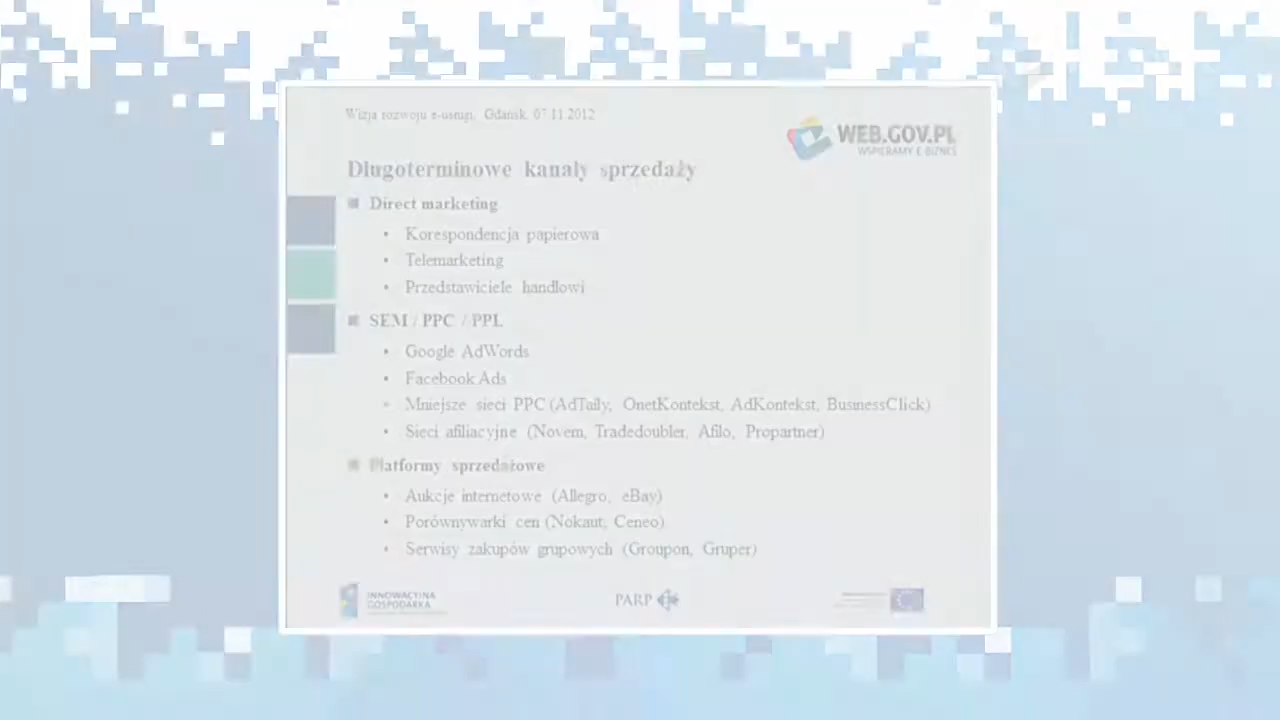 Wizja rozwoju e-usługi, Gdańsk, 07.11.2012
WEB.GOV.PL
WSPIERAMY E-BIZNES
Długoterminowe kanały sprzedaży
Direct marketing
• Korespondencja papierowa
• Telemarketing
• Przedstawiciele handlowi
SEM / PPC / PPL
• Google AdWords
• Facebook Ads
• Mniejsze sieci PPC (AdTaily, OnetKontekst, AdKontekst, BusinessClick)
• Sieci afiliacyjne (Novem, Tradedoubler, Afilo, Propartner)
Platformy sprzedażowe
• Aukcje internetowe (Allegro, eBay)
• Porównywarki cen (Nokaut, Ceneo)
• Serwisy zakupów grupowych (Groupon, Gruper)
INNOWACYJNA
GOSPODARKA
PARP